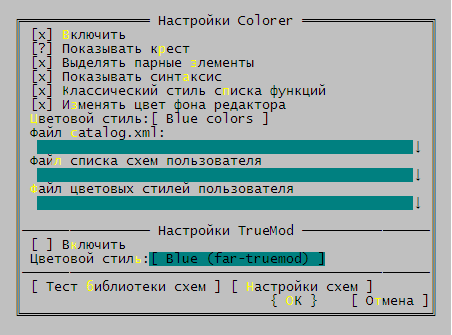 Настройки Colorer
[x] Включить
[?] Показывать крест
[x] Выделять парные элементы
[x] Показывать синтаксис
[x] Классический стиль списка функций
[x] Изменять цвет фона редактора
Цветовой стиль:[ Blue colors ]
Файл catalog.xml:
↓
Файл списка схем пользователя
↓
Файл цветовых стилей пользователя
↓
Настройки TrueMod
[ ] Включить
Цветовой стиль:[ Blue (far-truemod) ]
[ Тест библиотеки схем ] [ Настройки схем ]
{ OK } [ Отмена ]